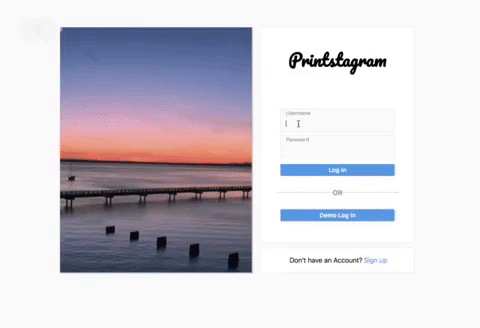 Printstagram
Username
Password
Log In
OR
Demo Log In
Don't have an Account? Sign up